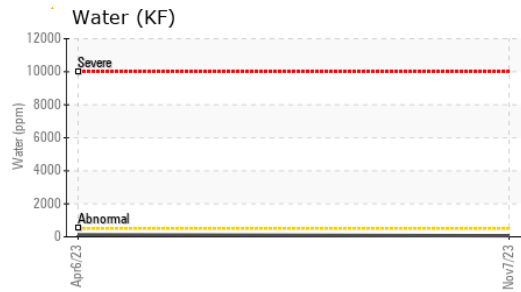 Water (KF)
12000
Severe
10000
8000
6000
4000
2000
Abnormal
0
Water (ppm)
Apr6/23
Nov7/23